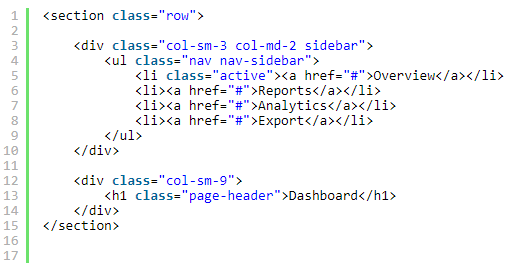 1 <section class="row">
2
3     <div class="col-sm-3 col-md-2 sidebar">
4         <ul class="nav nav-sidebar">
5             <li class="active"><a href="#">Overview</a></li>
6             <li><a href="#">Reports</a></li>
7             <li><a href="#">Analytics</a></li>
8             <li><a href="#">Export</a></li>
9         </ul>
10     </div>
11
12     <div class="col-sm-9">
13         <h1 class="page-header">Dashboard</h1>
14     </div>
15 </section>
16
17